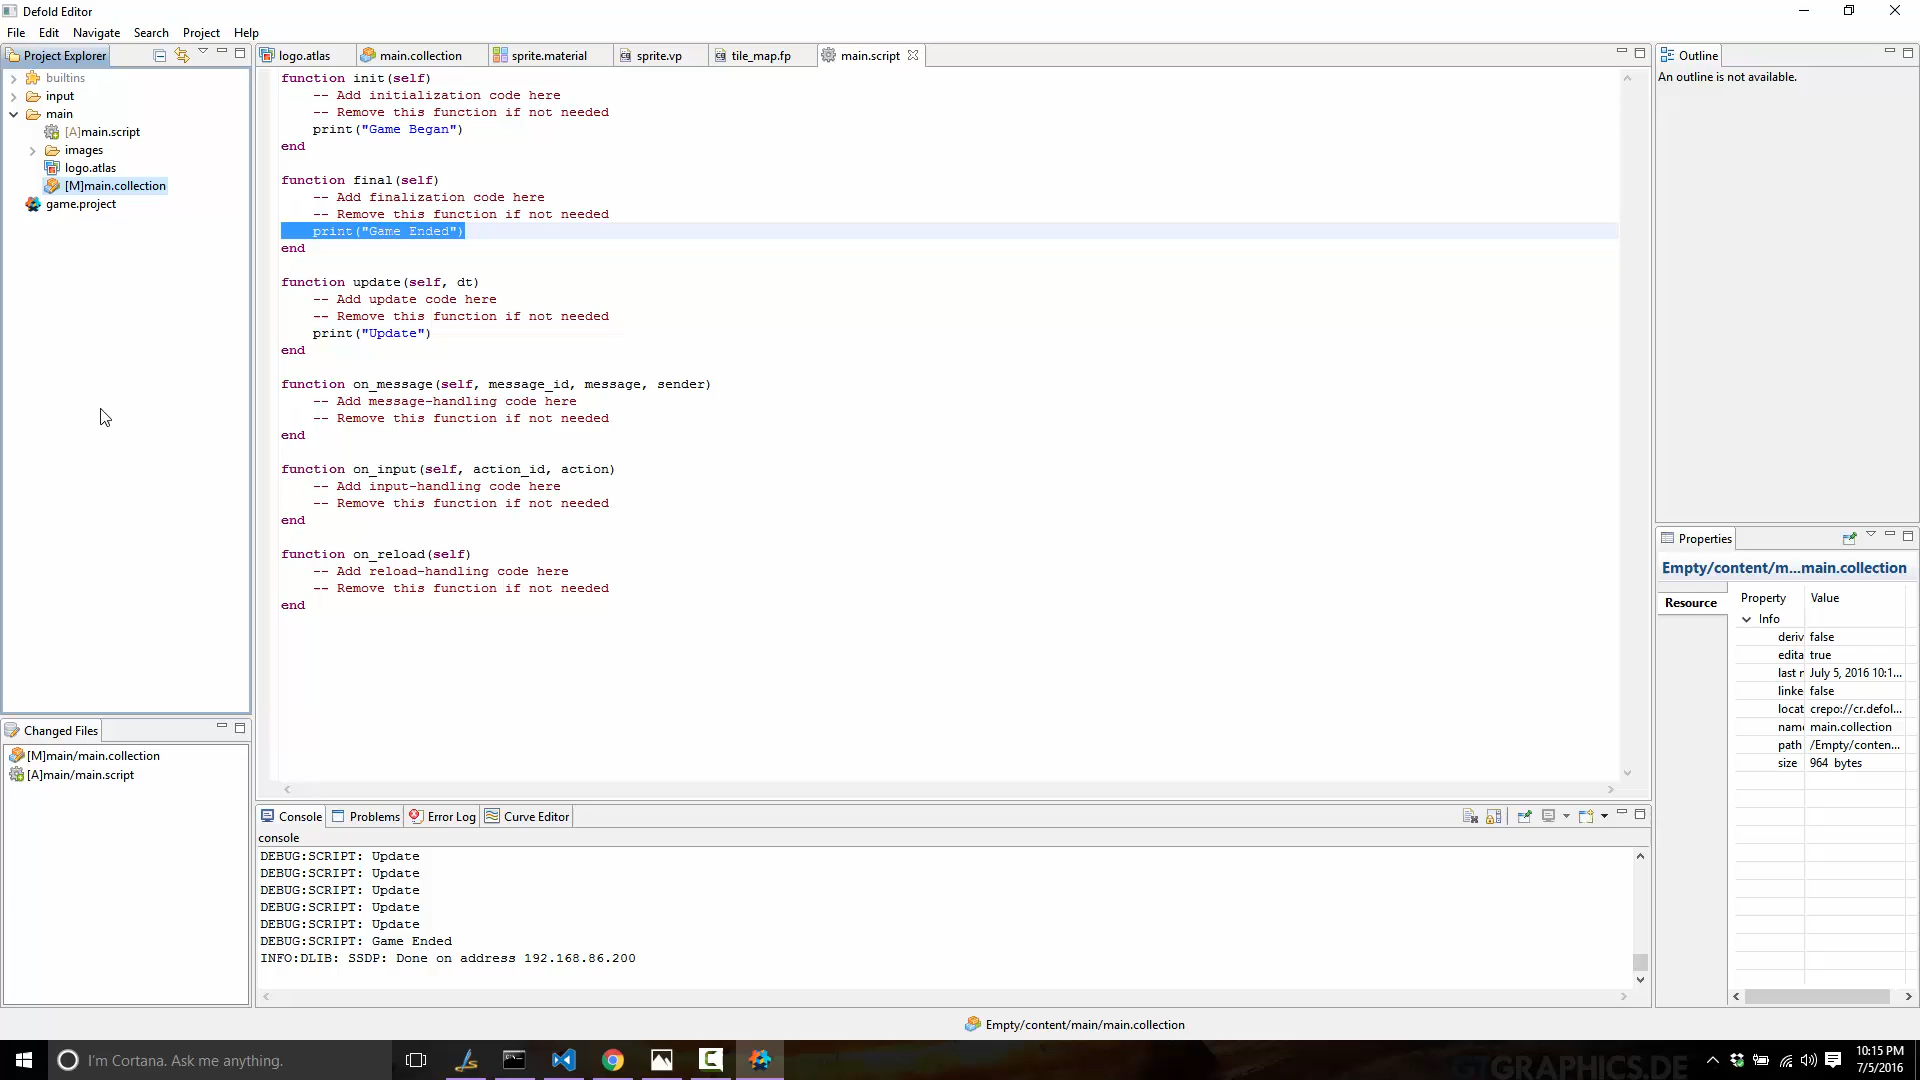 Defold Editor
File Edit Navigate Search Project Help
Project Explorer
builtins
input
main
[A]main.script
images
logo.atlas
[M]main.collection
game.project
Changed Files
[M]main/main.collection
[A]main/main.script
logo.atlas main.collection sprite.material sprite.vp tile_map.fp main.script
function init(self)
-- Add initialization code here
-- Remove this function if not needed
print("Game Began")
end
function final(self)
-- Add finalization code here
-- Remove this function if not needed
print("Game Ended")
end
function update(self, dt)
-- Add update code here
-- Remove this function if not needed
print("Update")
end
function on_message(self, message_id, message, sender)
-- Add message-handling code here
-- Remove this function if not needed
end
function on_input(self, action_id, action)
-- Add input-handling code here
-- Remove this function if not needed
end
function on_reload(self)
-- Add reload-handling code here
-- Remove this function if not needed
end
Console Problems Error Log Curve Editor
console
DEBUG:SCRIPT: Update
DEBUG:SCRIPT: Update
DEBUG:SCRIPT: Update
DEBUG:SCRIPT: Update
DEBUG:SCRIPT: Update
DEBUG:SCRIPT: Game Ended
INFO:DLIB: SSDP: Done on address 192.168.86.200
Outline
An outline is not available.
Properties
Empty/content/m...main.collection
Resource
Property Value
Info
deriv false
edita true
last r July 5, 2016 10:1...
linke false
locat crepo://cr.defol...
name main.collection
path /Empty/conten...
size 964 bytes
Empty/content/main/main.collection
I'm Cortana. Ask me anything.
GTGRAPHICS.DE
10:15 PM
7/5/2016